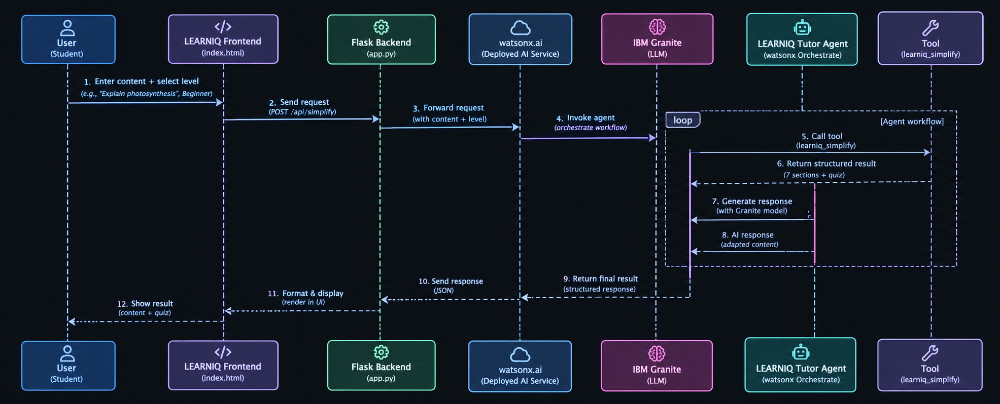 User
(Student)
LEARNIQ Frontend
(index.html)
Flask Backend
(app.py)
watsonx.ai
(Deployed AI Service)
IBM Granite
(LLM)
LEARNIQ Tutor Agent
(watsonx Orchestrate)
Tool
(learniq_simplify)
1. Enter content + select level
(e.g., "Explain photosynthesis", Beginner)
2. Send request
(POST /api/simplify)
3. Forward request
(with content + level)
4. Invoke agent
(orchestrate workflow)
loop
[Agent workflow]
5. Call tool
(learniq_simplify)
6. Return structured result
(7 sections + quiz)
7. Generate response
(with Granite model)
8. AI response
(adapted content)
9. Return final result
(structured response)
10. Send response
(JSON)
11. Format & display
(render in UI)
12. Show result
(content + quiz)
User
(Student)
LEARNIQ Frontend
(index.html)
Flask Backend
(app.py)
watsonx.ai
(Deployed AI Service)
IBM Granite
(LLM)
LEARNIQ Tutor Agent
(watsonx Orchestrate)
Tool
(learniq_simplify)